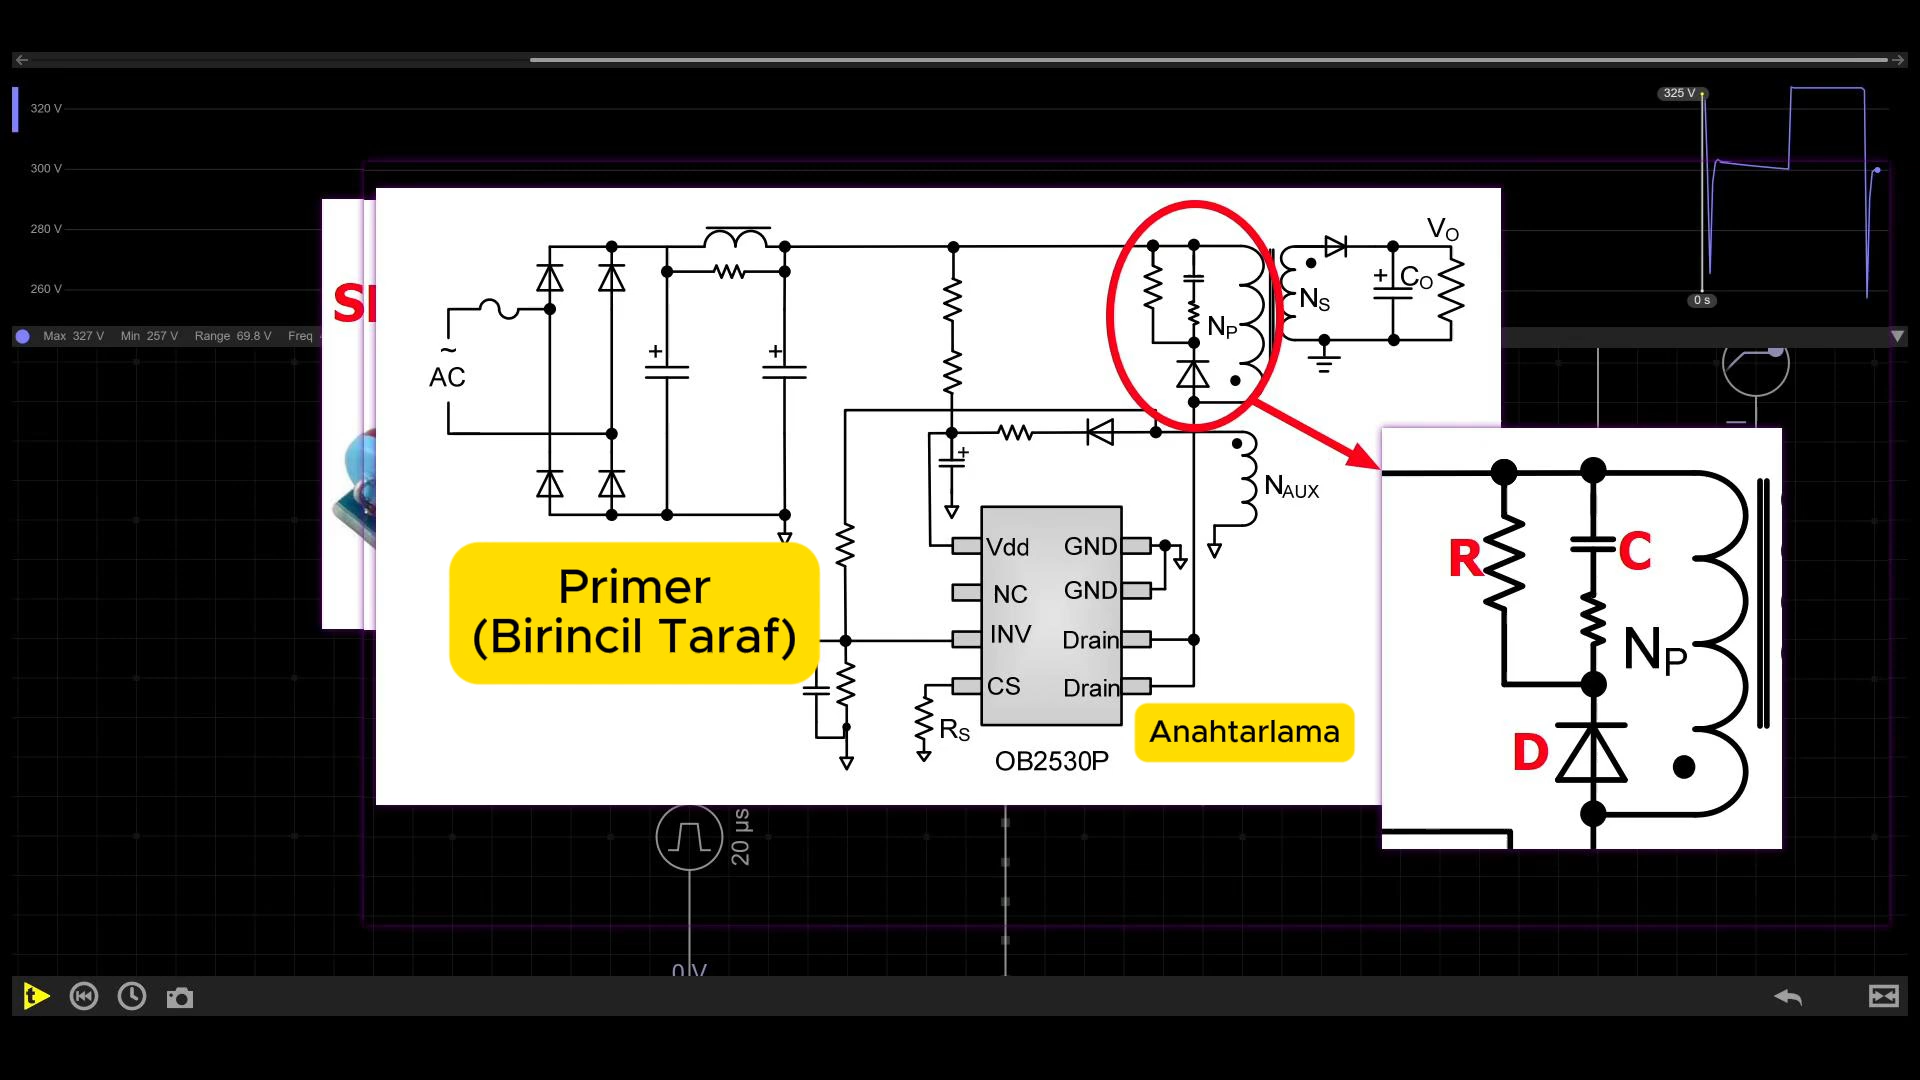 320 V
300 V
280 V
260 V
325 V
0 s
Max 327 V Min 257 V Range 69.8 V Freq
~
AC
+
+
+
NP
NS
+
CO
VO
NAUX
Vdd
NC
INV
CS
GND
GND
Drain
Drain
RS
OB2530P
Primer
(Birincil Taraf)
Anahtarlama
R
C
NP
D
20 µs
0 V
t